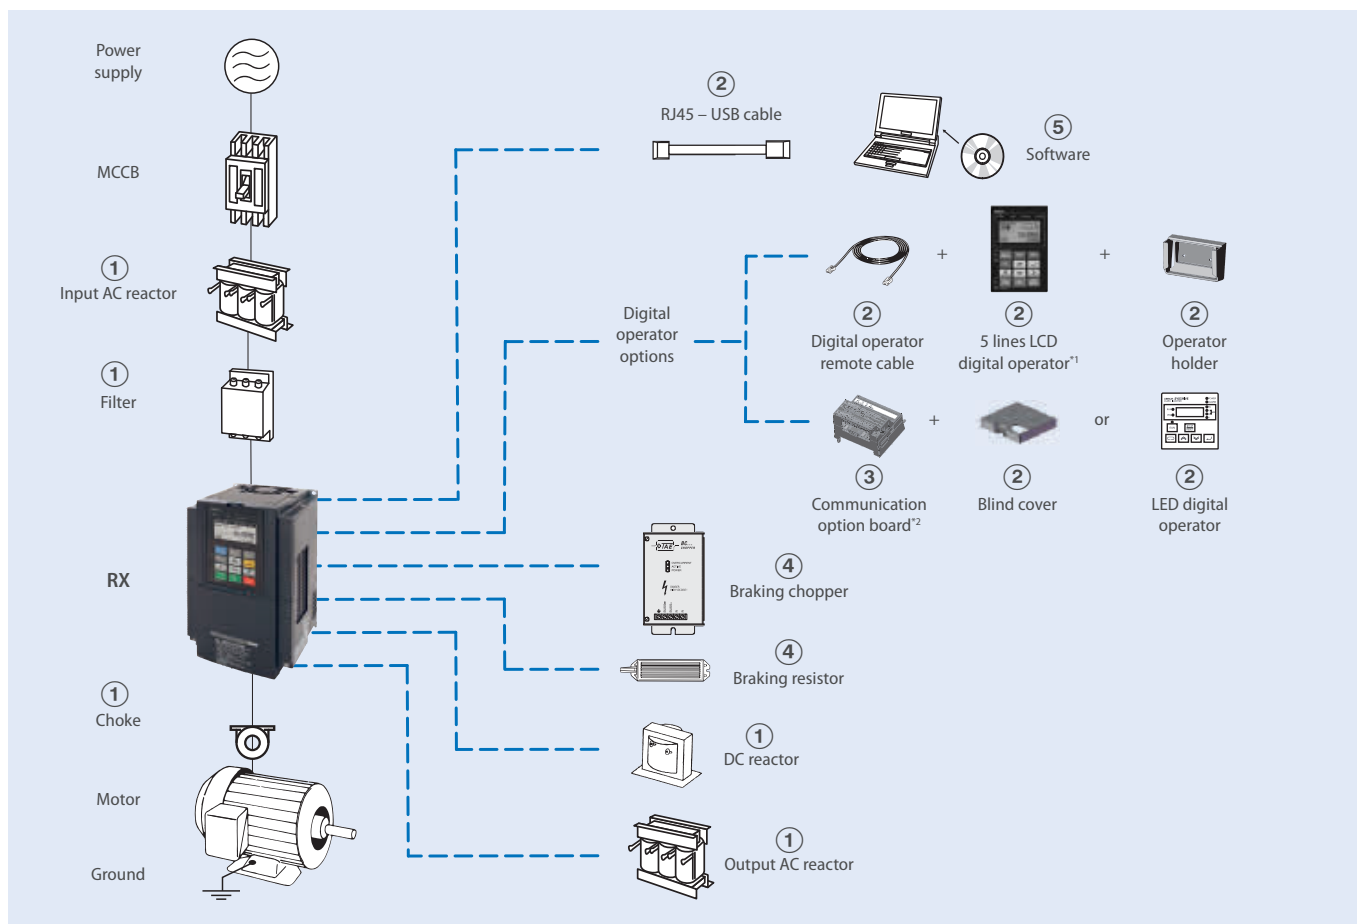 Power
supply
MCCB
①
Input AC reactor
①
Filter
RX
①
Choke
Motor
Ground
②
RJ45 – USB cable
⑤
Software
Digital
operator
options
②
Digital operator
remote cable
+
②
5 lines LCD
digital operator*1
+
②
Operator
holder
③
Communication
option board*2
+
②
Blind cover
or
②
LED digital
operator
④
Braking chopper
④
Braking resistor
①
DC reactor
①
Output AC reactor